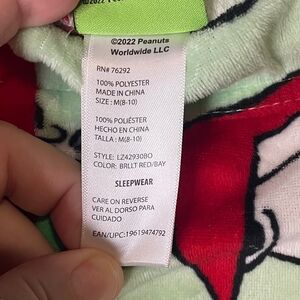 ©2022 Peanuts
Worldwide LLC
RN# 76292
100% POLYESTER
MADE IN CHINA
SIZE : M(8-10)
100% POLIÉSTER
HECHO EN CHINA
TALLA : M(8-10)
STYLE: LZ42930BO
COLOR: BRLLT RED/BAY
SLEEPWEAR
CARE ON REVERSE
VER AL DORSO PARA
CUIDADO
EAN/UPC:19619474792